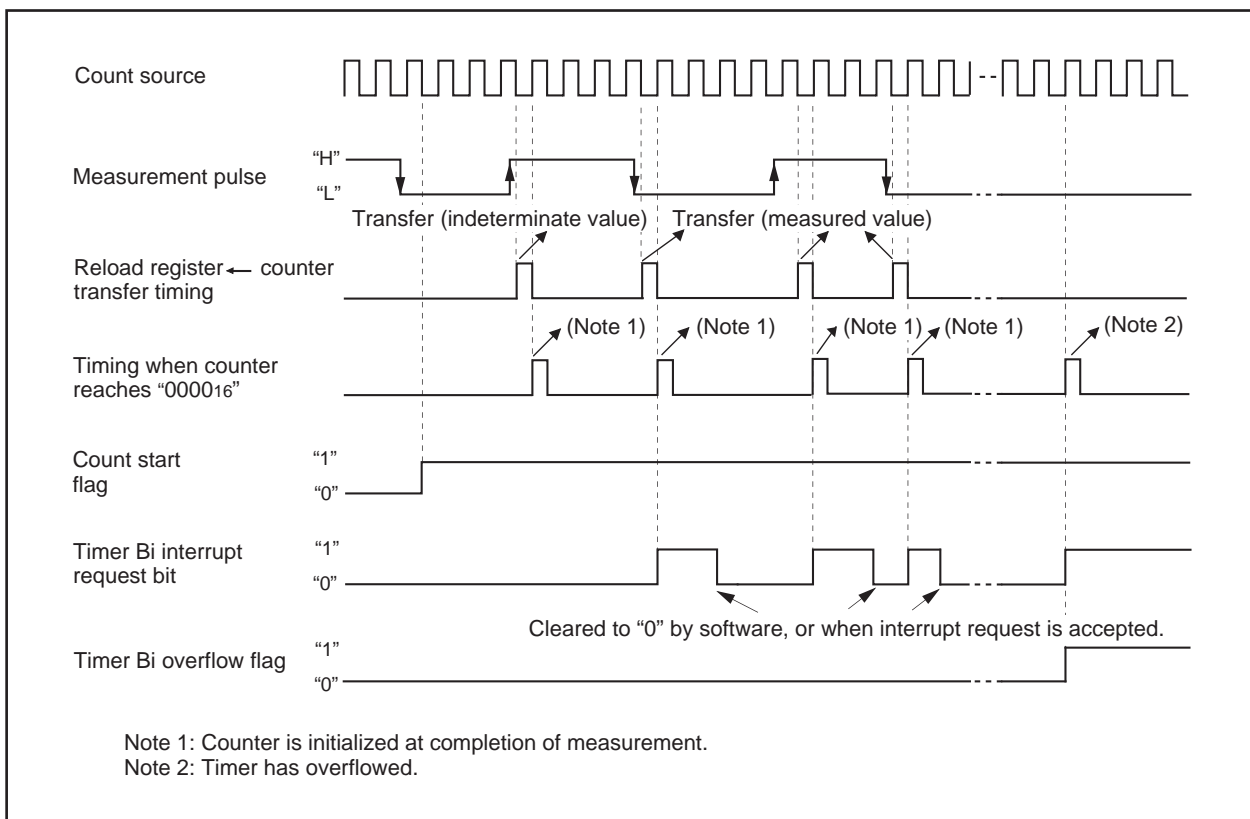 Count source
Measurement pulse
“H”
“L”
Transfer (indeterminate value)
Transfer (measured value)
Reload register ← counter
transfer timing
(Note 1)
(Note 1)
(Note 1)
(Note 1)
(Note 2)
Timing when counter
reaches “000016”
Count start
flag
“1”
“0”
Timer Bi interrupt
request bit
“1”
“0”
Cleared to “0” by software, or when interrupt request is accepted.
Timer Bi overflow flag
“1”
“0”
Note 1: Counter is initialized at completion of measurement.
Note 2: Timer has overflowed.